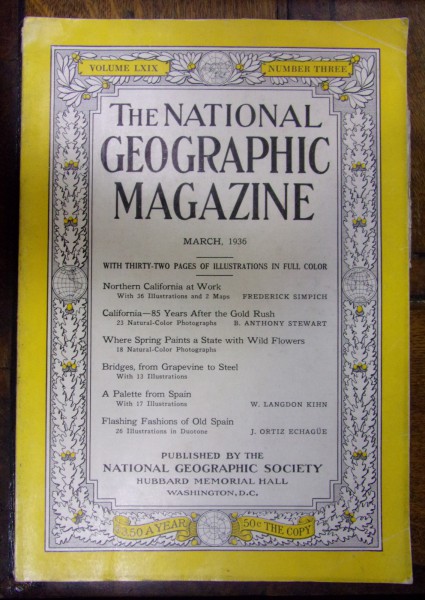 VOLUME LXIX NUMBER THREE
THE NATIONAL
GEOGRAPHIC
MAGAZINE
MARCH, 1936
WITH THIRTY-TWO PAGES OF ILLUSTRATIONS IN FULL COLOR
Northern California at Work
With 36 Illustrations and 2 Maps FREDERICK SIMPICH
California—85 Years After the Gold Rush
23 Natural-Color Photographs B. ANTHONY STEWART
Where Spring Paints a State with Wild Flowers
18 Natural-Color Photographs
Bridges, from Grapevine to Steel
With 13 Illustrations
A Palette from Spain
With 17 Illustrations W. LANGDON KIHN
Flashing Fashions of Old Spain
26 Illustrations in Duotone J. ORTIZ ECHAGÜE
PUBLISHED BY THE
NATIONAL GEOGRAPHIC SOCIETY
HUBBARD MEMORIAL HALL
WASHINGTON, D.C.
$3.50 A YEAR 50¢ THE COPY